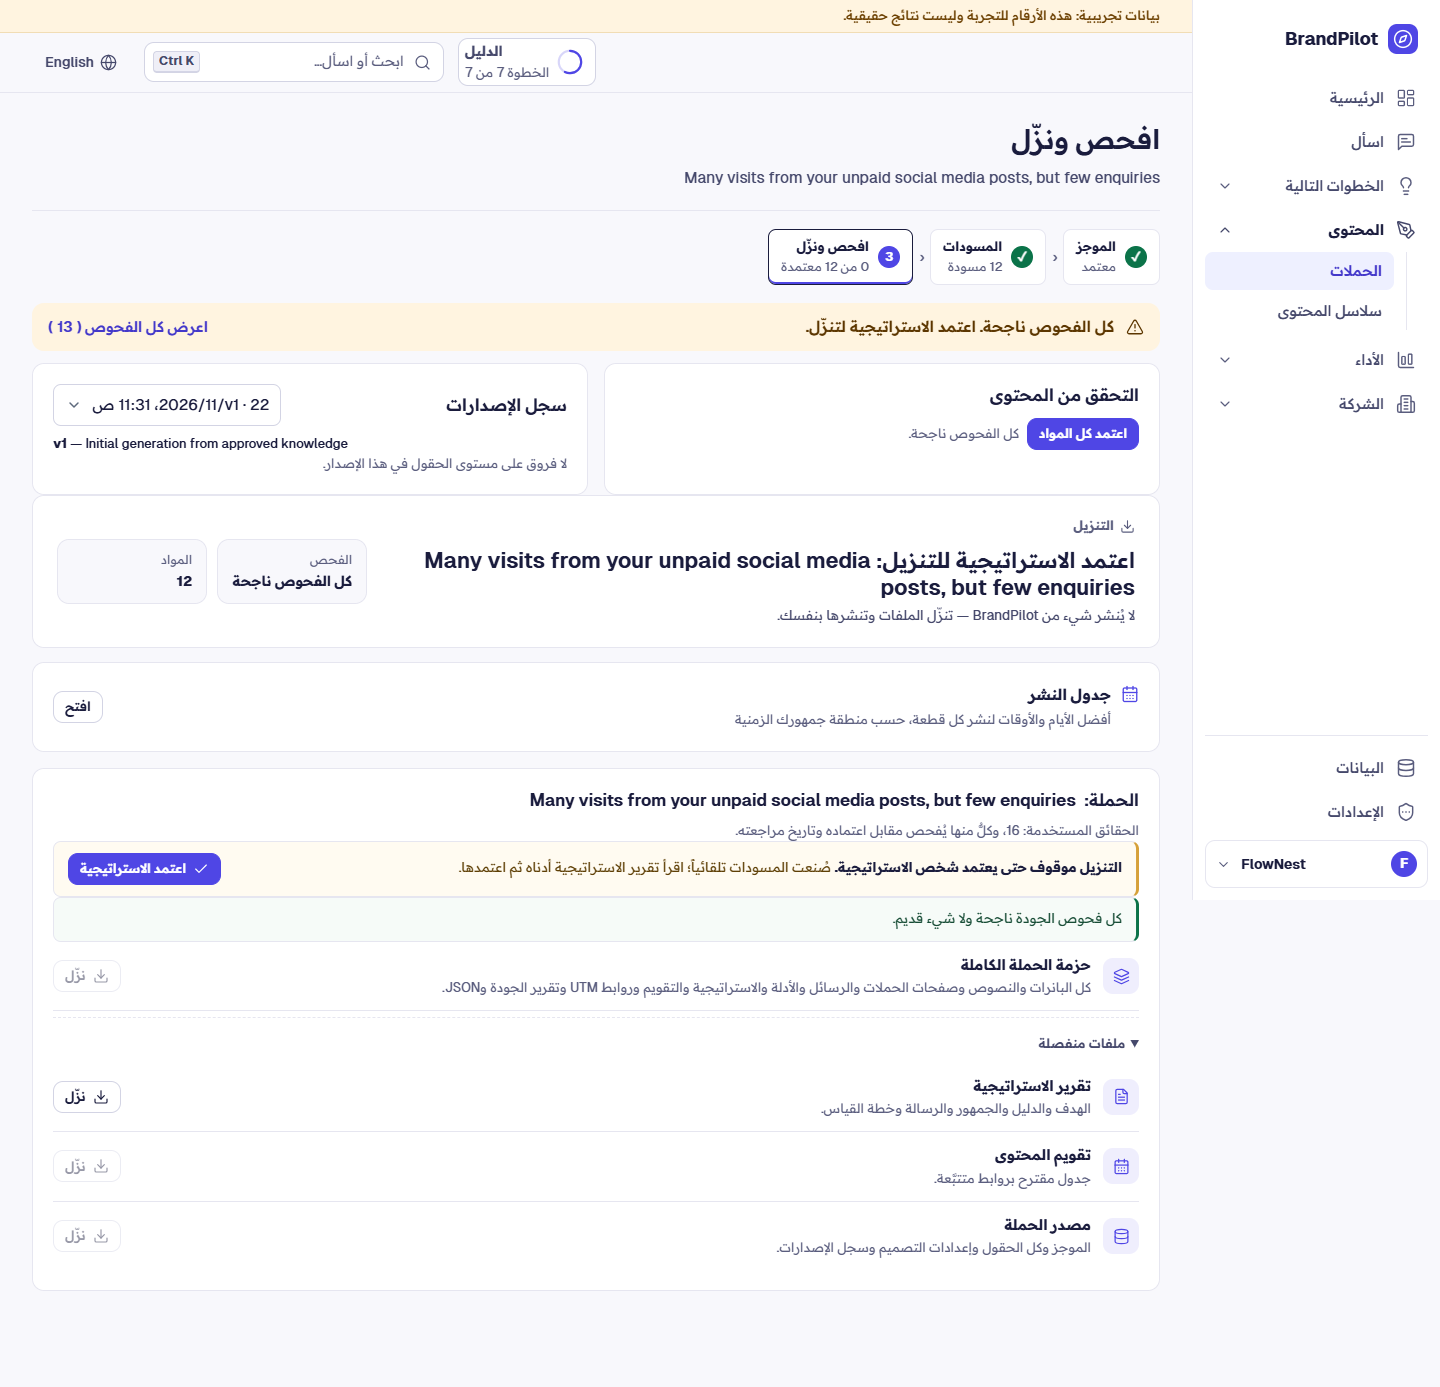 بيانات تجريبية: هذه الأرقام للتجربة وليست نتائج حقيقية.
BrandPilot
الرئيسية
اسأل
الخطوات التالية
المحتوى
الحملات
سلاسل المحتوى
الأداء
الشركة
البيانات
الإعدادات
F FlowNest
الدليل
الخطوة 7 من 7
ابحث أو اسأل...
Ctrl K
English
افحص ونزّل
Many visits from your unpaid social media posts, but few enquiries
الموجز
معتمد
المسودات
12 مسودة
3 افحص ونزّل
0 من 12 معتمدة
كل الفحوص ناجحة. اعتمد الاستراتيجية لتنزّل.
اعرض كل الفحوص ( 13 )
التحقق من المحتوى
اعتمد كل المواد
كل الفحوص ناجحة.
سجل الإصدارات
v1 · 22/11/2026، 11:31 ص
v1 — Initial generation from approved knowledge
لا فروق على مستوى الحقول في هذا الإصدار.
التنزيل
اعتمد الاستراتيجية للتنزيل: Many visits from your unpaid social media
posts, but few enquiries
لا يُنشر شيء من BrandPilot — تنزّل الملفات وتنشرها بنفسك.
الفحص
كل الفحوص ناجحة
المواد
12
جدول النشر
أفضل الأيام والأوقات لنشر كل قطعة، حسب منطقة جمهورك الزمنية
افتح
الحملة: Many visits from your unpaid social media posts, but few enquiries
الحقائق المستخدمة: 16، وكلٌّ منها يُفحص مقابل اعتماده وتاريخ مراجعته.
التنزيل موقوف حتى يعتمد شخص الاستراتيجية. صُنعت المسودات تلقائياً؛ اقرأ تقرير الاستراتيجية أدناه ثم اعتمدها.
اعتمد الاستراتيجية
كل فحوص الجودة ناجحة ولا شيء قديم.
حزمة الحملة الكاملة
كل البانرات والنصوص وصفحات الحملات والرسائل والأدلة والاستراتيجية والتقويم وروابط UTM وتقرير الجودة وJSON.
نزّل
ملفات منفصلة
تقرير الاستراتيجية
الهدف والدليل والجمهور والرسالة وخطة القياس.
نزّل
تقويم المحتوى
جدول مقترح بروابط متتبَّعة.
نزّل
مصدر الحملة
الموجز وكل الحقول وإعدادات التصميم وسجل الإصدارات.
نزّل